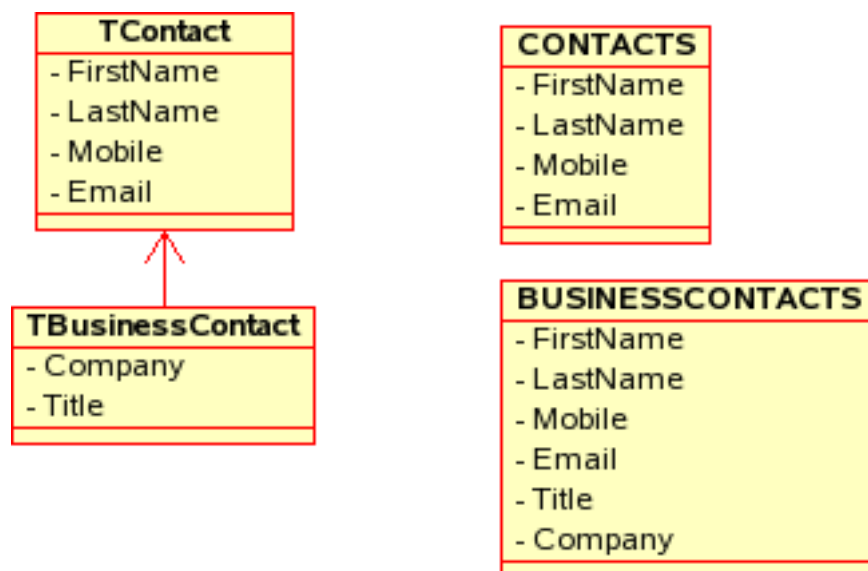 TContact
- FirstName
- LastName
- Mobile
- Email
TBusinessContact
- Company
- Title
CONTACTS
- FirstName
- LastName
- Mobile
- Email
BUSINESSCONTACTS
- FirstName
- LastName
- Mobile
- Email
- Title
- Company